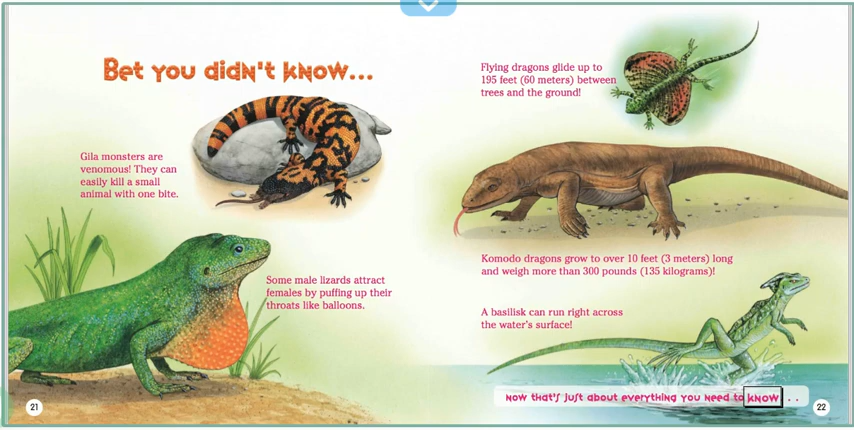 Bet you didn't know...
Gila monsters are
venomous! They can
easily kill a small
animal with one bite.
Some male lizards attract
females by puffing up their
throats like balloons.
21
Flying dragons glide up to
195 feet (60 meters) between
trees and the ground!
Komodo dragons grow to over 10 feet (3 meters) long
and weigh more than 300 pounds (135 kilograms)!
A basilisk can run right across
the water's surface!
Now that's just about everything you need to know . .
22